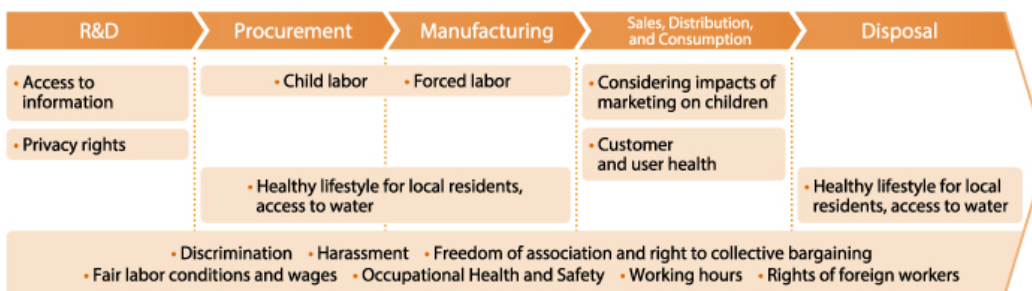 R&D
Procurement
Manufacturing
Sales, Distribution,
and Consumption
Disposal
• Access to
information
• Privacy rights
• Child labor • Forced labor
• Healthy lifestyle for local residents,
access to water
• Considering impacts of
marketing on children
• Customer
and user health
• Healthy lifestyle for local
residents, access to water
• Discrimination • Harassment • Freedom of association and right to collective bargaining
• Fair labor conditions and wages • Occupational Health and Safety • Working hours • Rights of foreign workers